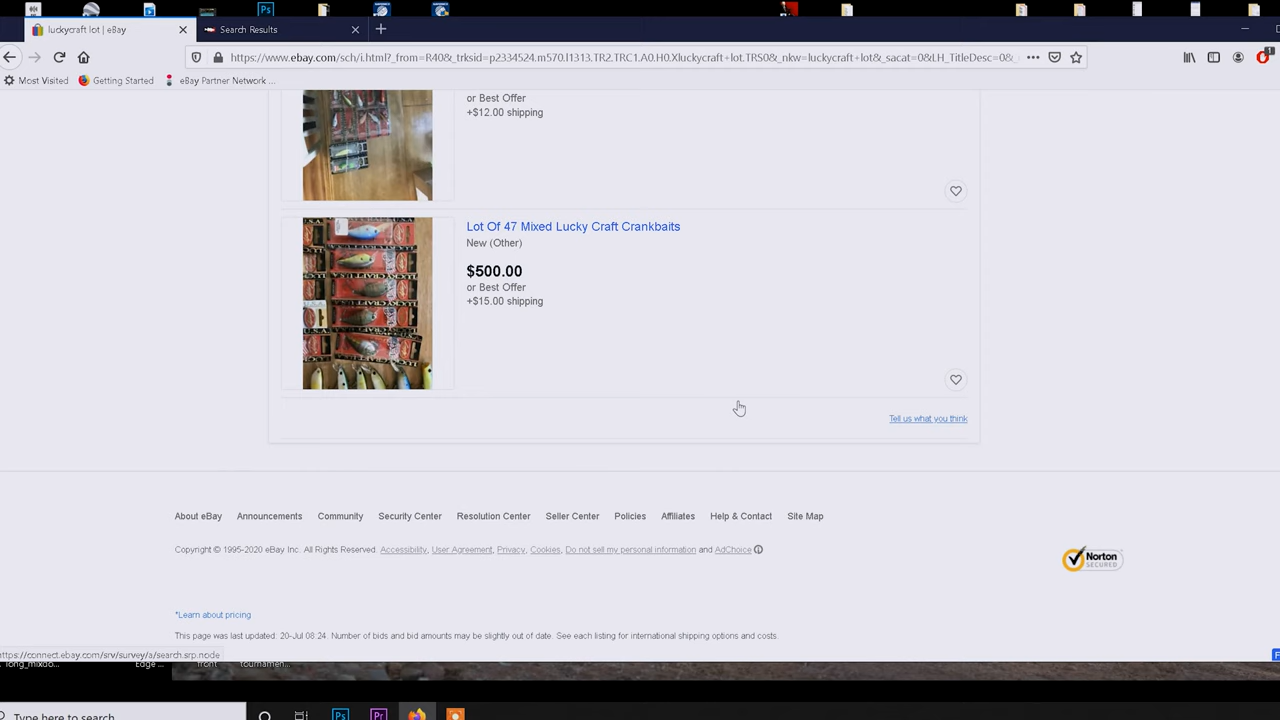 luckycraft lot | eBay
Search Results
https://www.ebay.com/sch/i.html?_from=R40&_trksid=p2334524.m570.l1313.TR2.TRC1.A0.H0.Xluckycraft+lot.TRS0&_nkw=luckycraft+lot&_sacat=0&LH_TitleDesc=0&_
Most Visited
Getting Started
eBay Partner Network ...
or Best Offer
+$12.00 shipping
Lot Of 47 Mixed Lucky Craft Crankbaits
New (Other)
$500.00
or Best Offer
+$15.00 shipping
Tell us what you think
About eBay Announcements Community Security Center Resolution Center Seller Center Policies Affiliates Help & Contact Site Map
Copyright © 1995-2020 eBay Inc. All Rights Reserved. Accessibility, User Agreement, Privacy, Cookies, Do not sell my personal information and AdChoice
Norton
SECURED
*Learn about pricing
This page was last updated: 20-Jul 08:24. Number of bids and bid amounts may be slightly out of date. See each listing for international shipping options and costs.
https://connect.ebay.com/srv/survey/a/search.srp.node
Edge ...
front
tournamen...
Type here to search
Ps
Pr